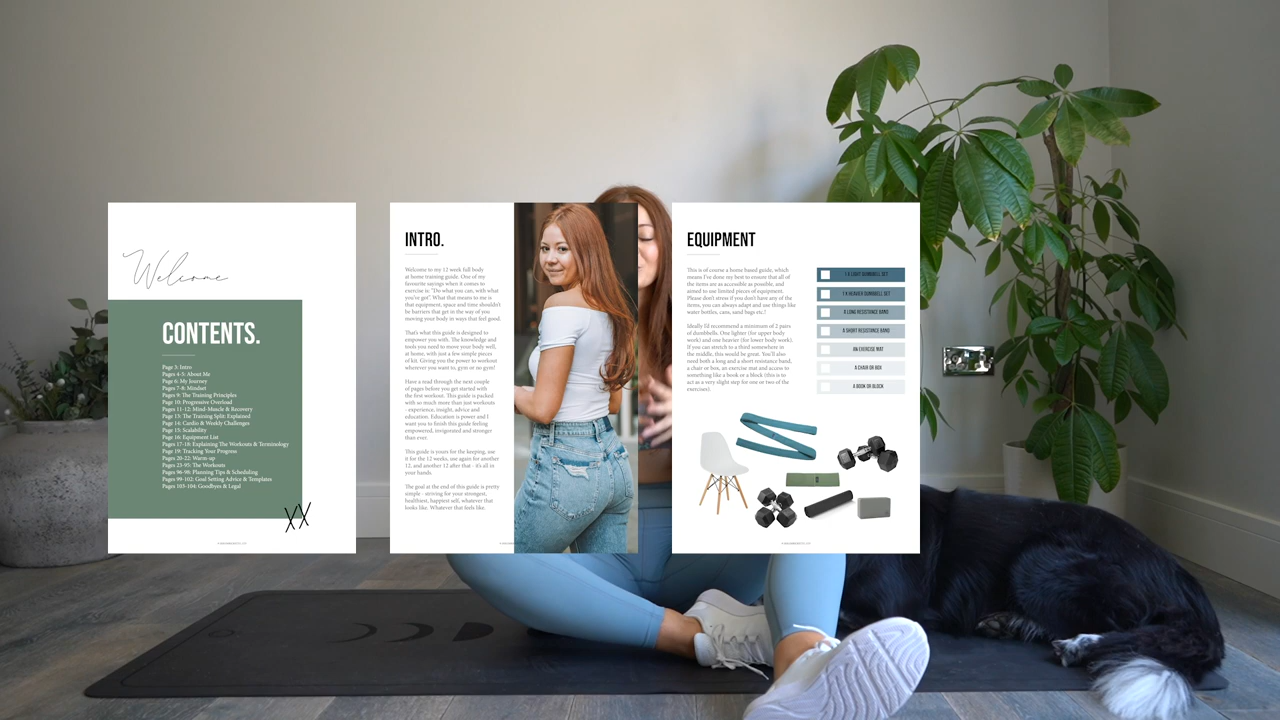 Welcome
CONTENTS.
Page 3: Intro
Pages 4-5: About Me
Page 6: My Journey
Pages 7-8: Mindset
Pages 9: The Training Principles
Page 10: Progressive Overload
Pages 11-12: Mind-Muscle & Recovery
Page 13: The Training Split: Explained
Page 14: Cardio & Weekly Challenges
Page 15: Scalability
Page 16: Equipment List
Pages 17-18: Explaining The Workouts & Terminology
Page 19: Tracking Your Progress
Pages 20-22: Warm-up
Pages 23-95: The Workouts
Pages 96-98: Planning Tips & Scheduling
Pages 99-102: Goal Setting Advice & Templates
Pages 103-104: Goodbyes & Legal
XX
INTRO.
Welcome to my 12 week full body
at home training guide. One of my
favourite sayings when it comes to
exercise is, "Do what you can, with what
you've got". What that means to me is
that equipment, space and time shouldn't
be barriers that get in the way of you
moving your body in ways that feel good.
That's what this guide is designed to
empower you with. The knowledge and
tools you need to move your body well,
at home, with just a few simple pieces
of kit. Giving you the power to workout
wherever you want to, gym or no gym!
Have a read through the next couple
of pages before you get started with
the first workout. This guide is packed
with so much more than just workouts
- experience, insight, advice and
education. Education is power and I
want you to finish this guide feeling
empowered, invigorated and stronger
than ever.
This guide is yours for the keeping, use
it for the 12 weeks, use again for another
12, and another 12 after that - it's all in
your hands.
The goal at the end of this guide is pretty
simple - striving for your strongest,
healthiest, happiest self, whatever that
looks like. Whatever that feels like.
EQUIPMENT
This is of course a home based guide, which
means I've done my best to ensure that all of
the items are as accessible as possible, and
aimed to use limited pieces of equipment.
Please don't stress if you don't have any of the
items, you can always adapt and use things like
water bottles, cans, sand bags etc.!
Ideally I'd recommend a minimum of 2 pairs
of dumbbells. One lighter (for upper body
work) and one heavier (for lower body work).
If you can stretch to a third somewhere in
the middle, this would be great. You'll also
need both a long and a short resistance band,
a chair or box, an exercise mat and access to
something like a book or a block (this is to
act as a very slight step for one or two of the
exercises).
1 X LIGHT DUMBBELL SET
1 X HEAVIER DUMBBELL SET
A LONG RESISTANCE BAND
A SHORT RESISTANCE BAND
AN EXERCISE MAT
A CHAIR OR BOX
A BOOK OR BLOCK